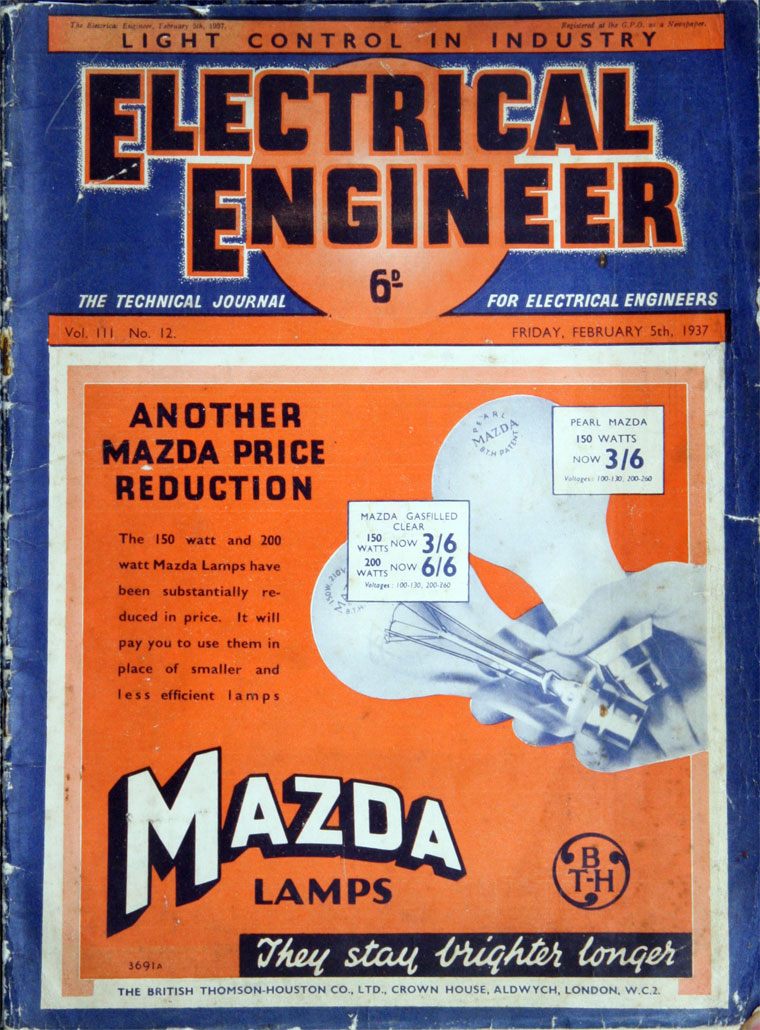 The Electrical Engineer, February 5th, 1937.
Registered at the G.P.O. as a Newspaper.
LIGHT CONTROL IN INDUSTRY
ELECTRICAL
ENGINEER
6D
THE TECHNICAL JOURNAL
FOR ELECTRICAL ENGINEERS
Vol. III No. 12.
FRIDAY, FEBRUARY 5th, 1937
ANOTHER
MAZDA PRICE
REDUCTION
The 150 watt and 200
watt Mazda Lamps have
been substantially re-
duced in price. It will
pay you to use them in
place of smaller and
less efficient lamps
PEARL
MAZDA
B.T.H PATENT
PEARL MAZDA
150 WATTS
NOW 3/6
Voltages: 100-130, 200-260
MAZDA GASFILLED
CLEAR
150 WATTS NOW 3/6
200 WATTS NOW 6/6
Voltages: 100-130, 200-260
150W. 210V
MA
B.T.H.
MAZDA
LAMPS
B
T-H
3691A
They stay brighter longer
THE BRITISH THOMSON-HOUSTON CO., LTD., CROWN HOUSE, ALDWYCH, LONDON, W.C.2.